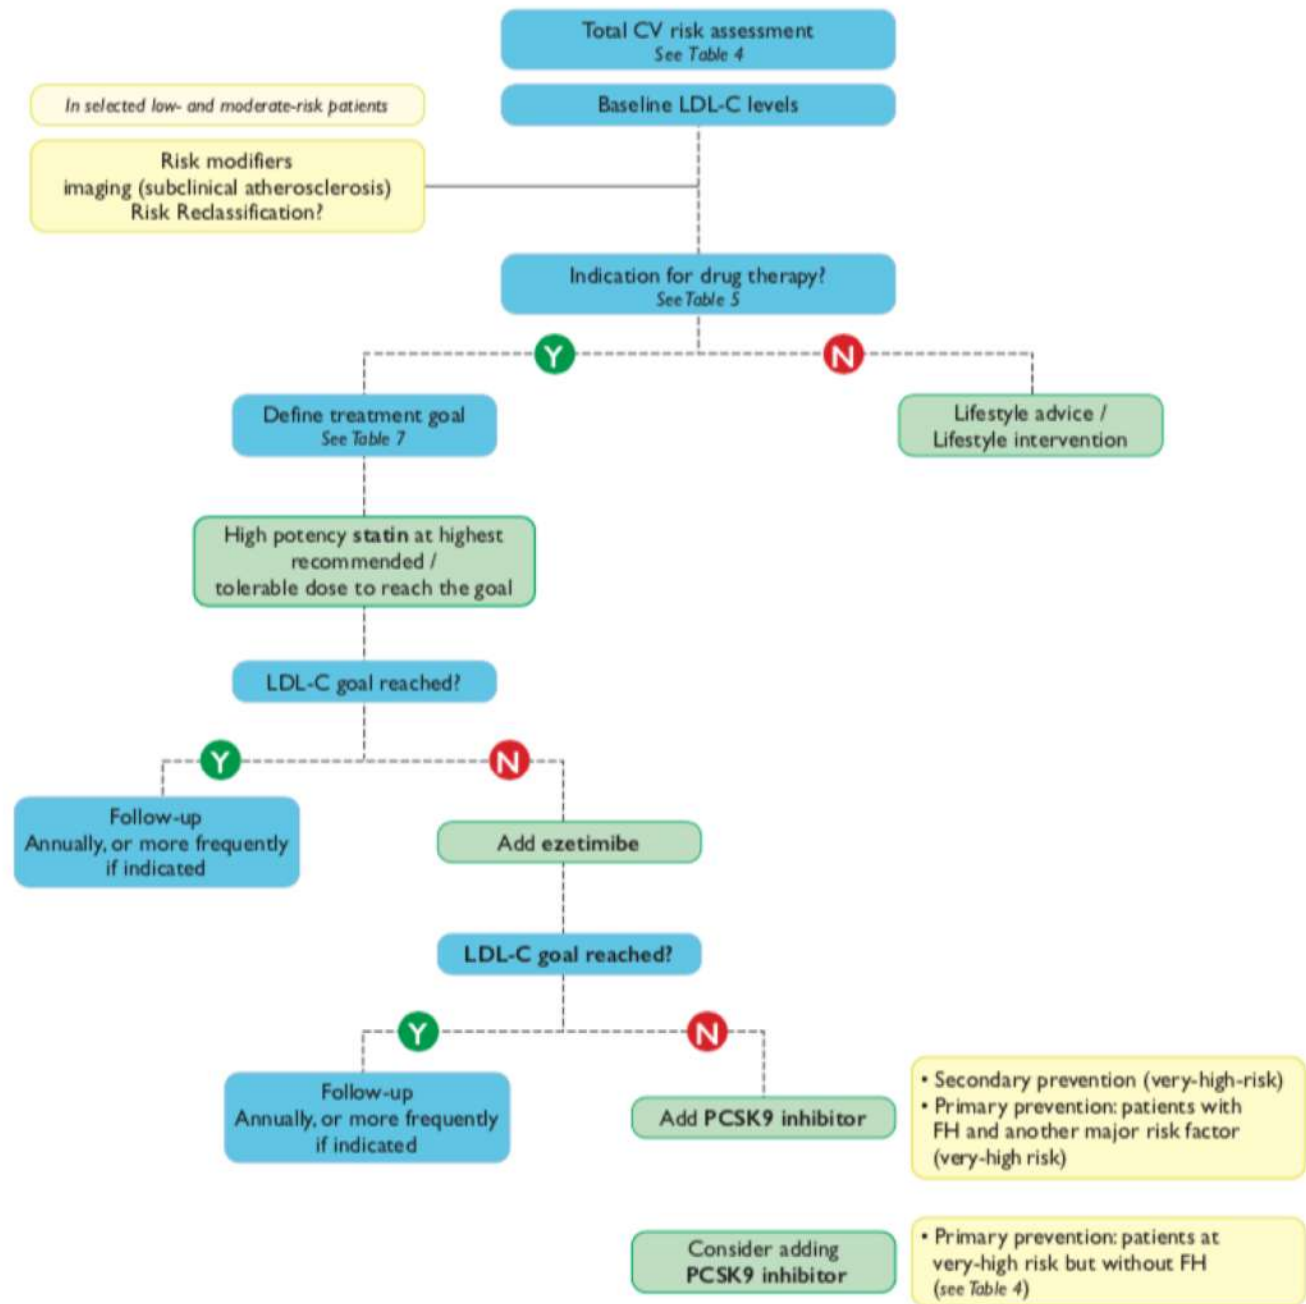 Total CV risk assessment
See Table 4
In selected low- and moderate-risk patients
Baseline LDL-C levels
Risk modifiers
imaging (subclinical atherosclerosis)
Risk Reclassification?
Indication for drug therapy?
See Table 5
Y
N
Define treatment goal
See Table 7
Lifestyle advice /
Lifestyle intervention
High potency statin at highest
recommended /
tolerable dose to reach the goal
LDL-C goal reached?
Y
N
Follow-up
Annually, or more frequently
if indicated
Add ezetimibe
LDL-C goal reached?
Y
N
Follow-up
Annually, or more frequently
if indicated
Add PCSK9 inhibitor
• Secondary prevention (very-high-risk)
• Primary prevention: patients with
FH and another major risk factor
(very-high risk)
Consider adding
PCSK9 inhibitor
• Primary prevention: patients at
very-high risk but without FH
(see Table 4)